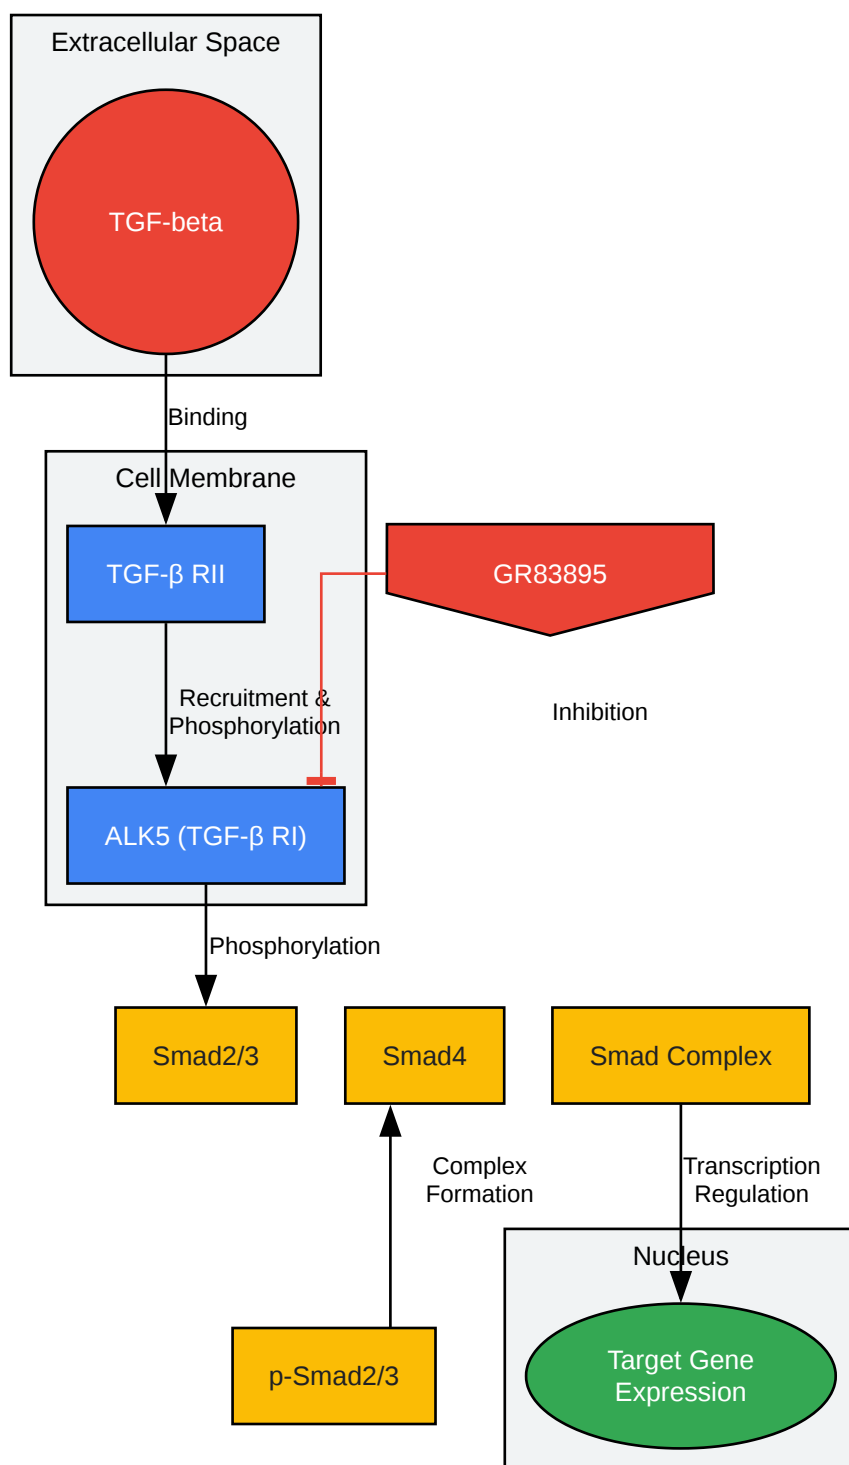 Extracellular Space
TGF-beta
Binding
Cell Membrane
TGF-β RII
GR83895
Recruitment &
Phosphorylation
Inhibition
ALK5 (TGF-β RI)
Phosphorylation
Smad2/3
Smad4
Smad Complex
Complex
Formation
Transcription
Regulation
Nucleus
p-Smad2/3
Target Gene
Expression